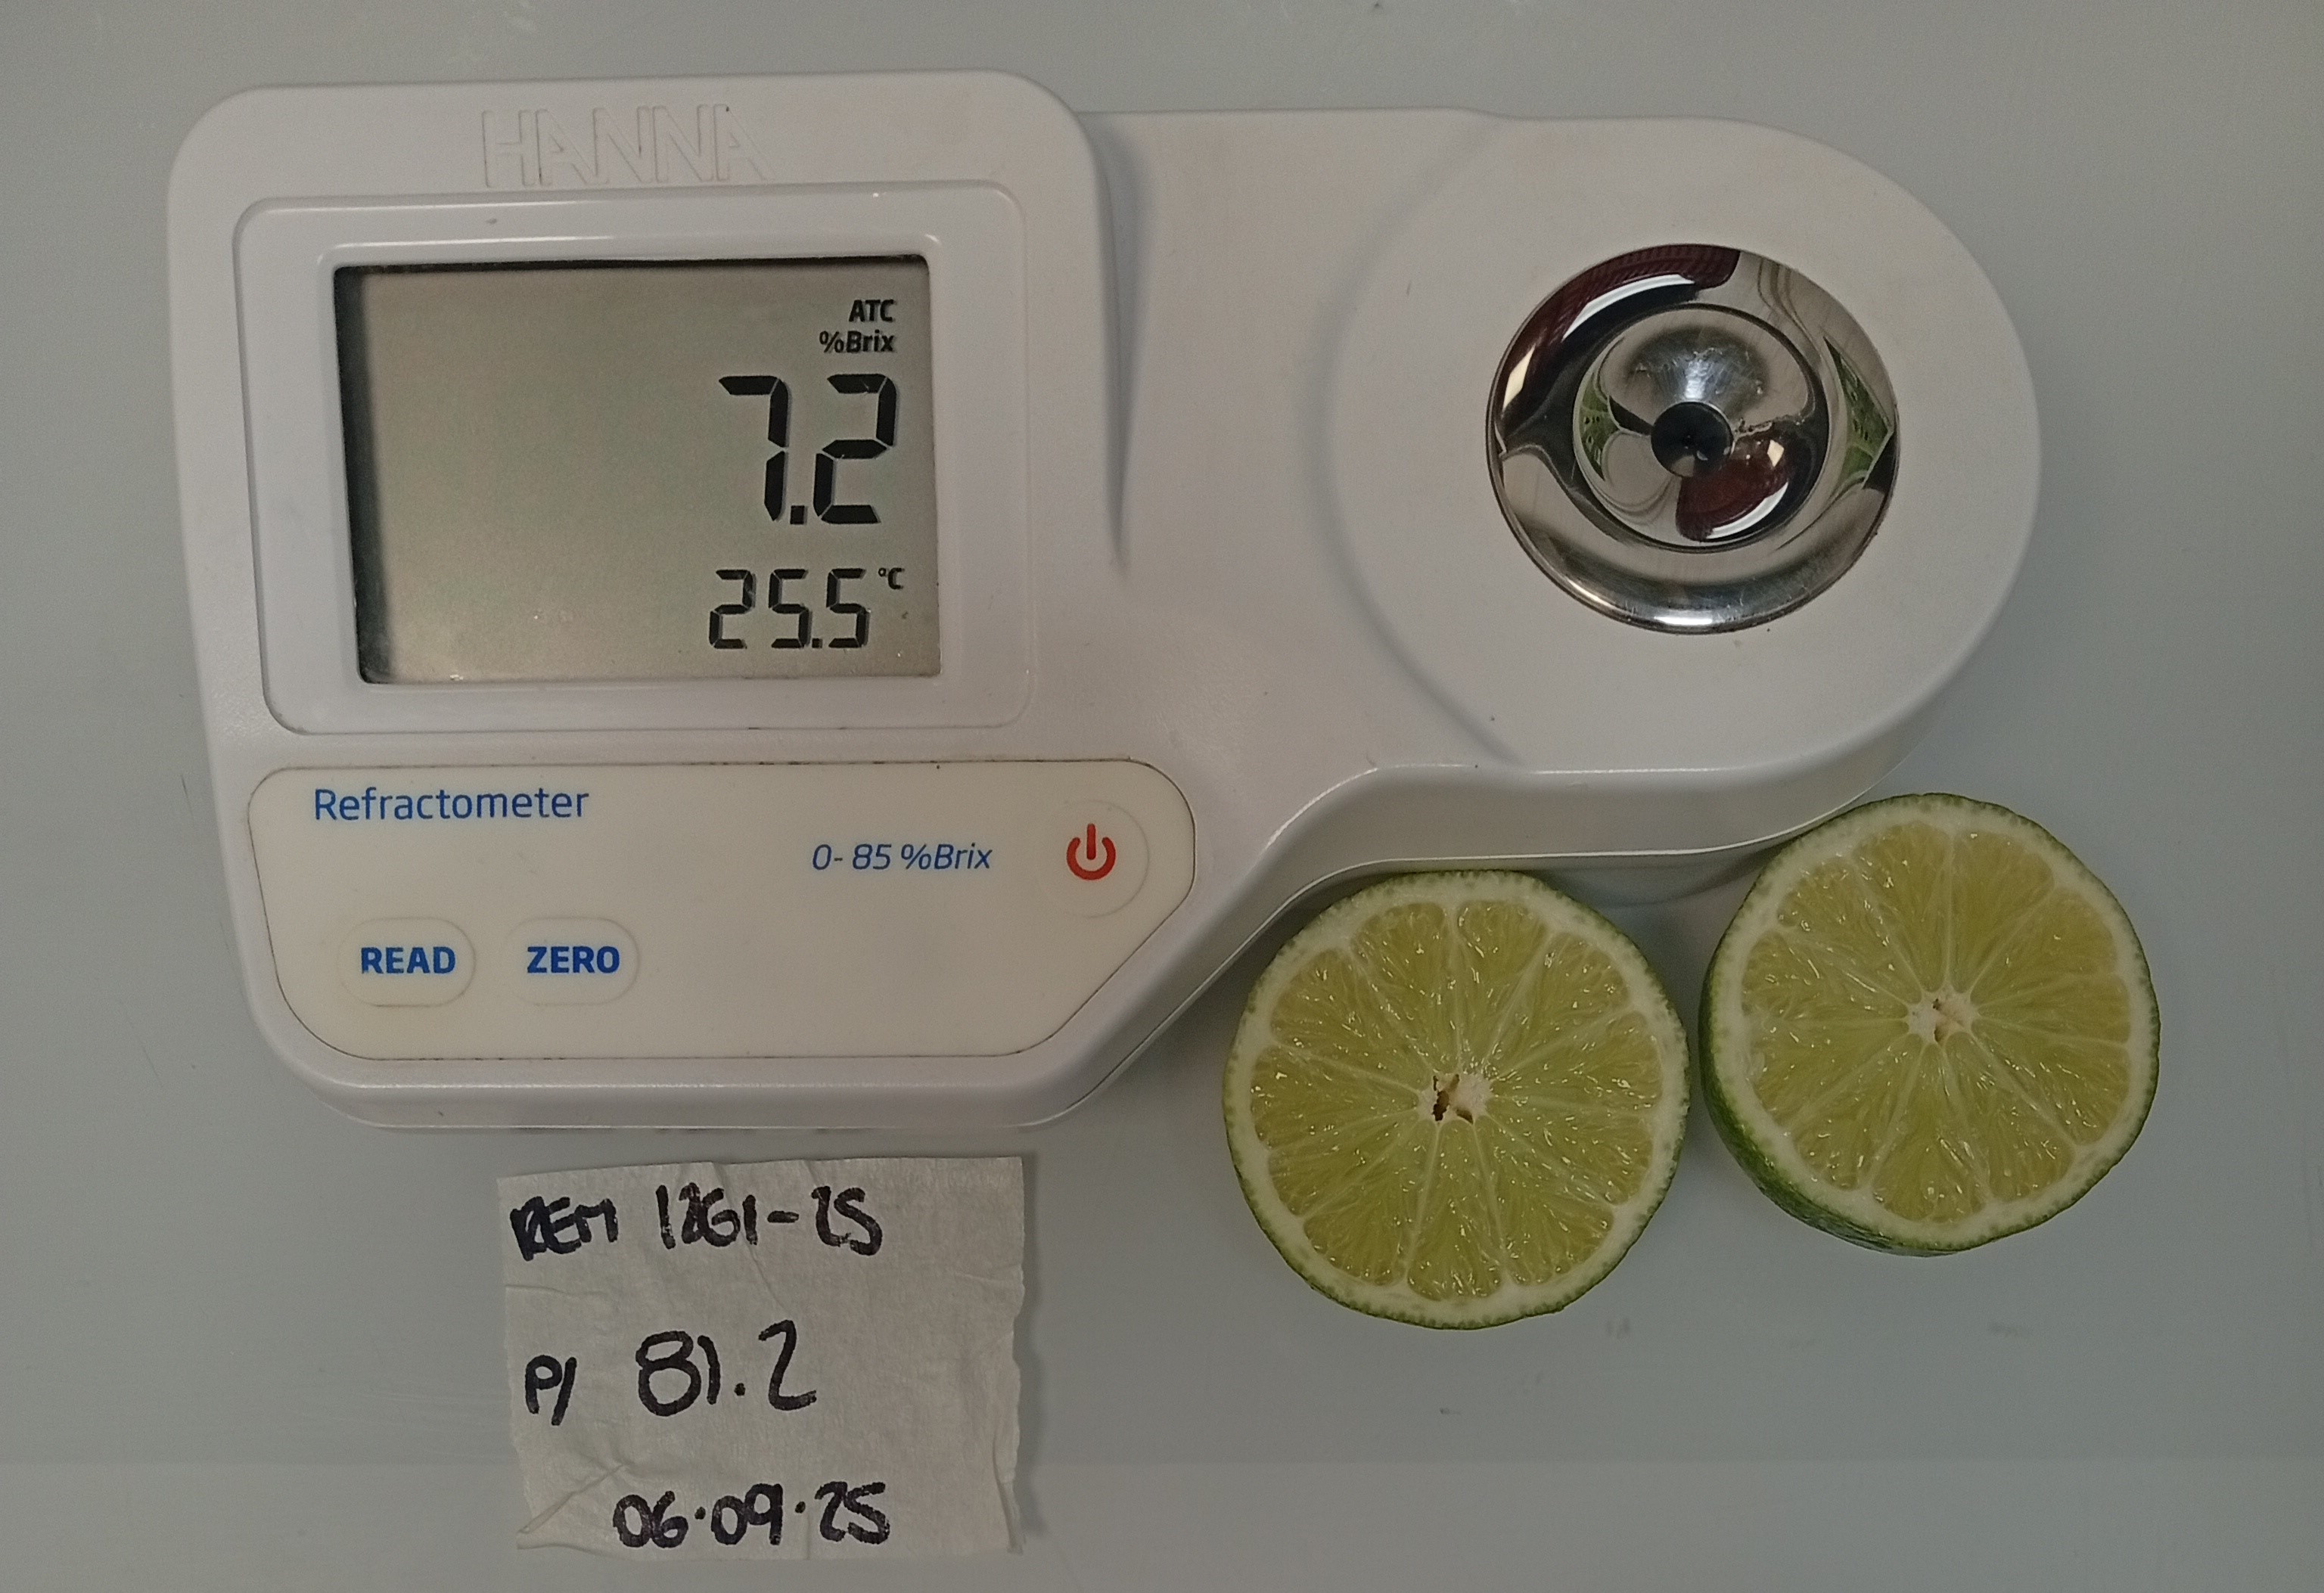 HANNA
ATC
%Brix
7.2
25.5 °C
Refractometer
0-85 %Brix
READ ZERO
REM 1261-25
P/ 81.2
06.09.25